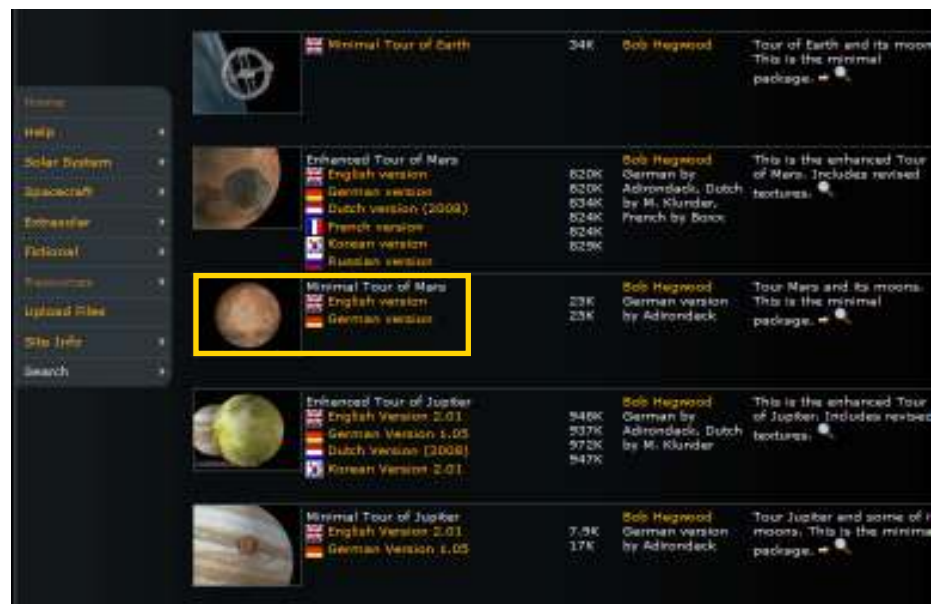 Home
Help
Solar System
Spacecraft
Extrasolar
Fictional
Resources
Upload Files
Site Info
Search
Minimal Tour of Earth
34K
Bob Hegwood
Tour of Earth and its moon
This is the minimal
package.
Enhanced Tour of Mars
English version
German version
Dutch version (2008)
French version
Korean version
Russian version
820K
820K
834K
824K
824K
829K
Bob Hegwood
German by
Adirondack, Dutch
by M. Klunder,
French by Borix
This is the enhanced Tour
of Mars. Includes revised
textures.
Minimal Tour of Mars
English version
German version
25K
25K
Bob Hegwood
German version
by Adirondack
Tour Mars and its moons.
This is the minimal
package.
Enhanced Tour of Jupiter
English Version 2.01
German Version 1.05
Dutch Version (2008)
Korean Version 2.01
946K
937K
972K
947K
Bob Hegwood
German by
Adirondack, Dutch
by M. Klunder
This is the enhanced Tour
of Jupiter. Includes revised
textures.
Minimal Tour of Jupiter
English Version 2.01
German Version 1.05
7.9K
17K
Bob Hegwood
German version
by Adirondack
Tour Jupiter and some of
moons. This is the minima
package.